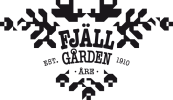 FJÄLL
EST. GÅRDEN 1910
· ÅRE ·